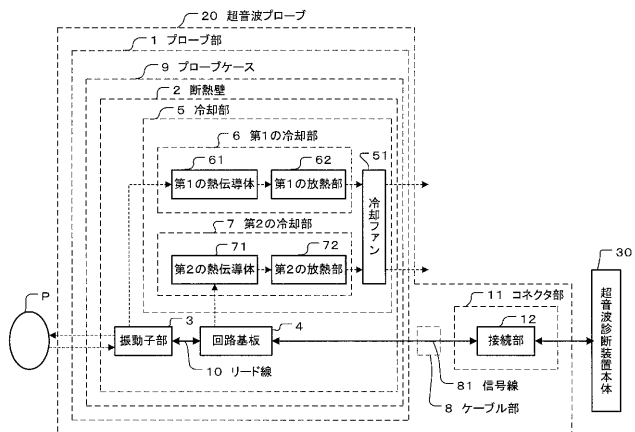 20 超音波プローブ
1 プローブ部
9 プローブケース
2 断熱壁
5 冷却部
6 第1の冷却部
51
61
62
第1の熱伝導体
第1の放熱部
冷却ファン
7 第2の冷却部
71
72
第2の熱伝導体
第2の放熱部
30
P
11 コネクタ部
3
4
12
振動子部
回路基板
接続部
超音波診断装置本体
10 リード線
81 信号線
8 ケーブル部